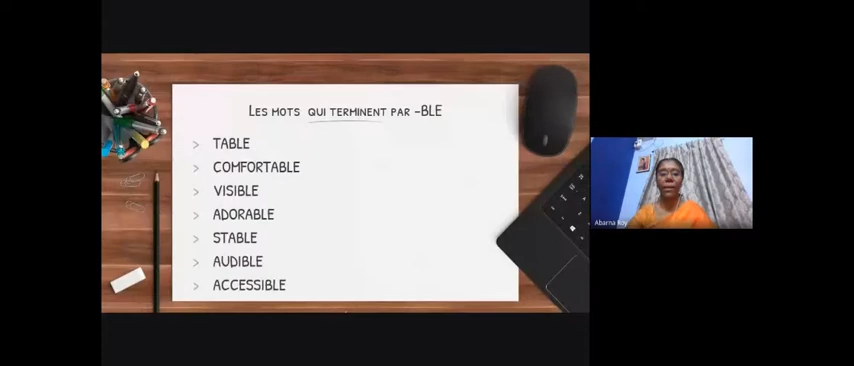 LES MOTS QUI TERMINENT PAR -BLE
> TABLE
> COMFORTABLE
> VISIBLE
> ADORABLE
> STABLE
> AUDIBLE
> ACCESSIBLE
Abarna Roy